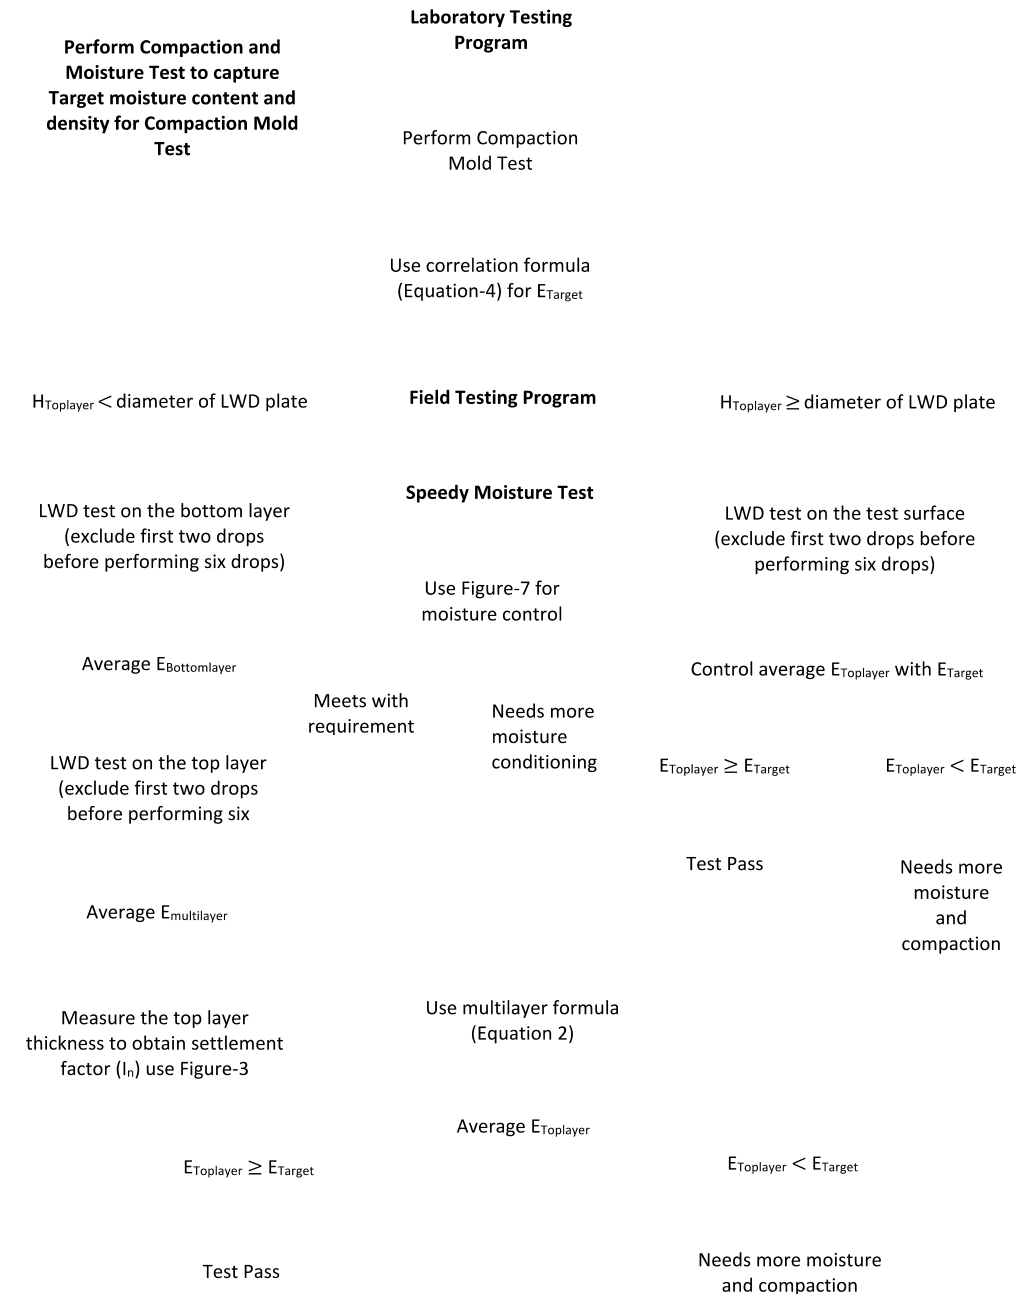 Laboratory Testing
Program
Perform Compaction and
Moisture Test to capture
Target moisture content and
density for Compaction Mold
Test
Perform Compaction
Mold Test
Use correlation formula
(Equation-4) for ETarget
HToplayer < diameter of LWD plate
Field Testing Program
HToplayer ≥ diameter of LWD plate
Speedy Moisture Test
LWD test on the bottom layer
(exclude first two drops
before performing six drops)
LWD test on the test surface
(exclude first two drops before
performing six drops)
Use Figure-7 for
moisture control
Average EBottomlayer
Control average EToplayer with ETarget
Meets with
requirement
Needs more
moisture
conditioning
LWD test on the top layer
(exclude first two drops
before performing six
EToplayer ≥ ETarget
EToplayer < ETarget
Test Pass
Needs more
moisture
and
compaction
Average Emultilayer
Measure the top layer
thickness to obtain settlement
factor (In) use Figure-3
Use multilayer formula
(Equation 2)
Average EToplayer
EToplayer ≥ ETarget
EToplayer < ETarget
Test Pass
Needs more moisture
and compaction